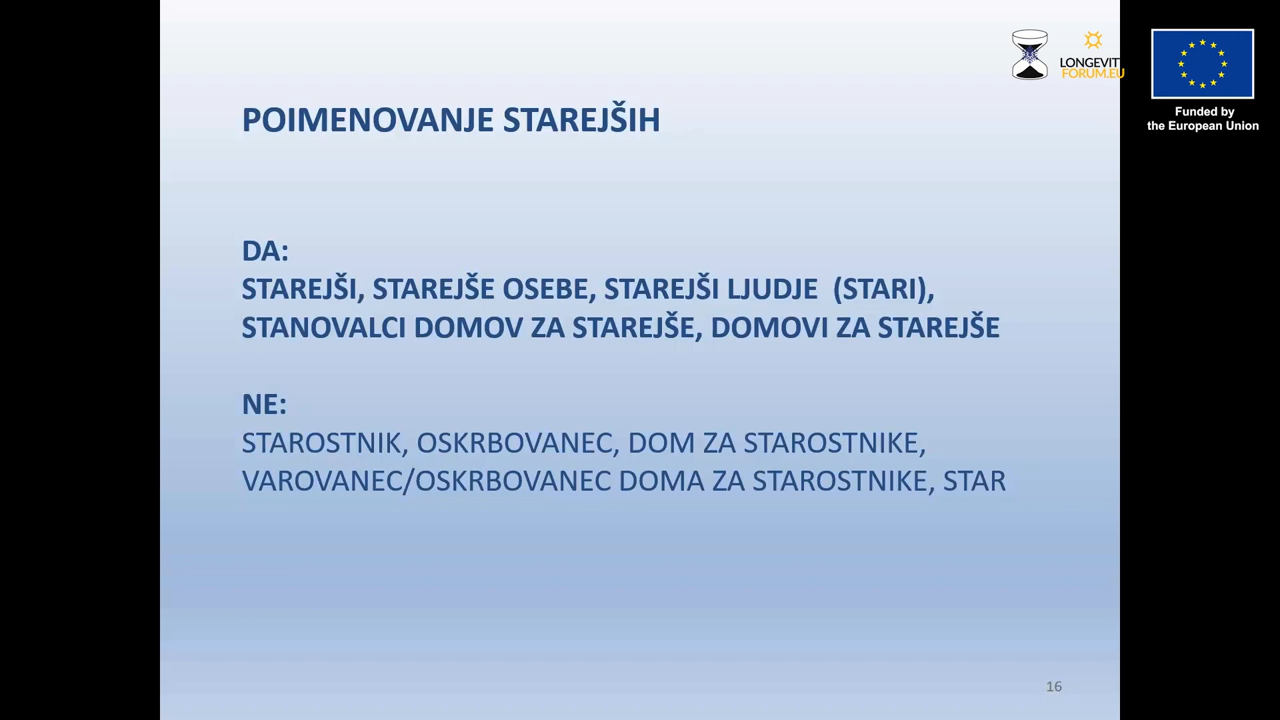 LONGEVIT
FORUM.EU
Funded by
the European Union
POIMENOVANJE STAREJŠIH
DA:
STAREJŠI, STAREJŠE OSEBE, STAREJŠI LJUDJE (STARI),
STANOVALCI DOMOV ZA STAREJŠE, DOMOVI ZA STAREJŠE
NE:
STAROSTNIK, OSKRBOVANEC, DOM ZA STAROSTNIKE,
VAROVANEC/OSKRBOVANEC DOMA ZA STAROSTNIKE, STAR
16